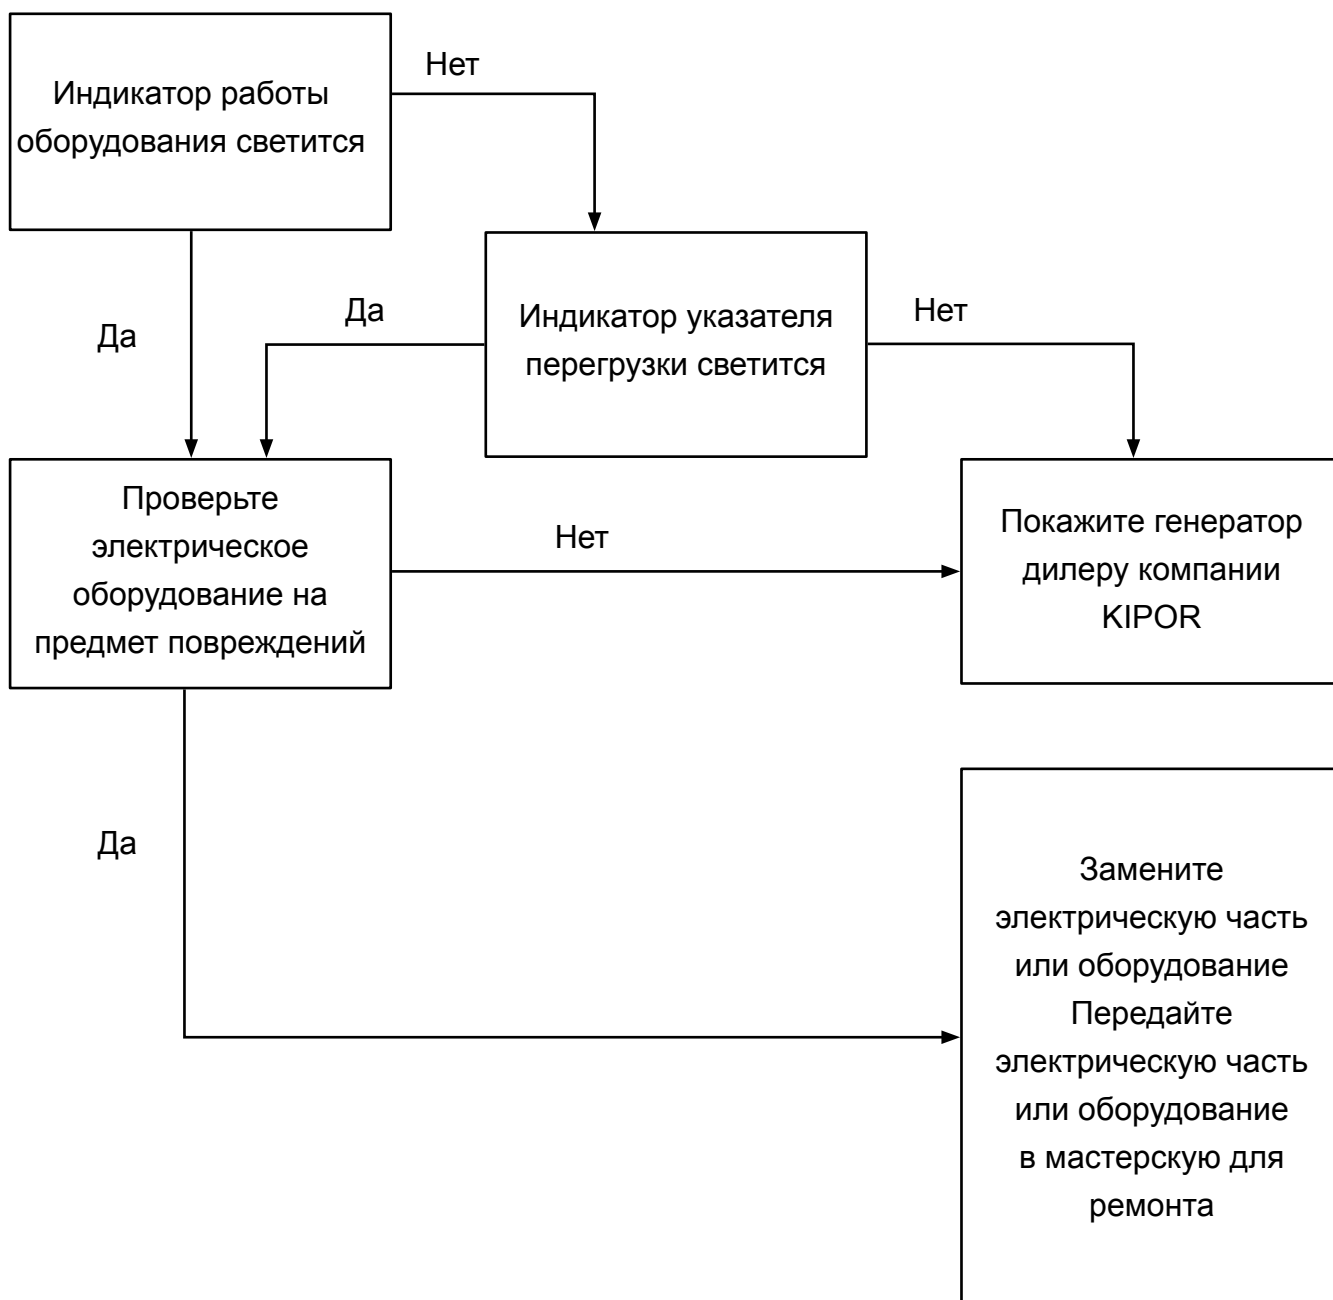 Индикатор работы
оборудования светится
Нет
Да
Индикатор указателя
перегрузки светится
Да
Нет
Проверьте
электрическое
оборудование на
предмет повреждений
Нет
Покажите генератор
дилеру компании
KIPOR
Да
Замените
электрическую часть
или оборудование
Передайте
электрическую часть
или оборудование
в мастерскую для
ремонта